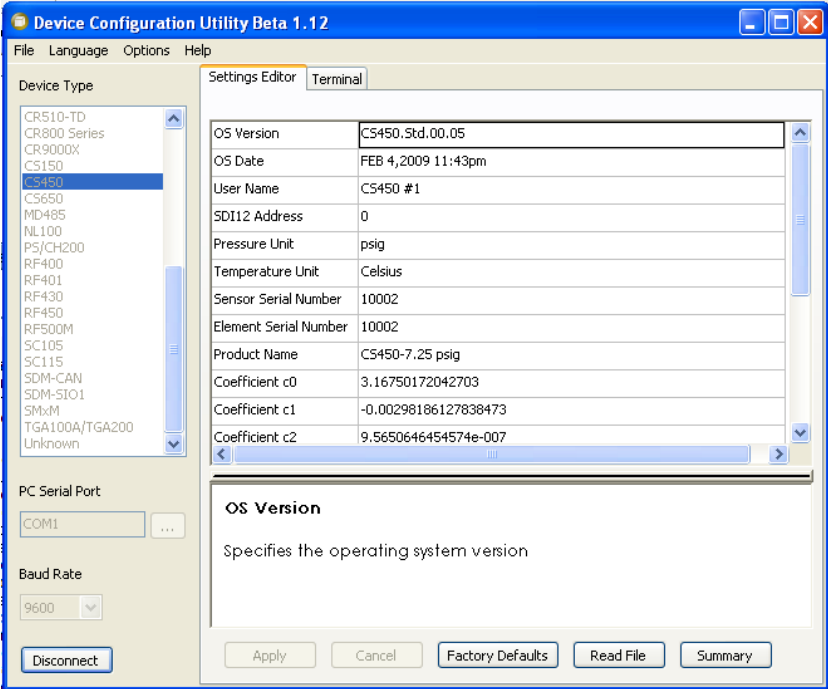 Device Configuration Utility Beta 1.12
File Language Options Help
Device Type
CR510-TD
CR800 Series
CR9000X
CS150
CS450
CS650
MD485
NL100
PS/CH200
RF400
RF401
RF430
RF450
RF500M
SC105
SC115
SDM-CAN
SDM-SIO1
SMxM
TGA100A/TGA200
Unknown
PC Serial Port
COM1
...
Baud Rate
9600
Disconnect
Settings Editor Terminal
OS Version CS450.Std.00.05
OS Date FEB 4,2009 11:43pm
User Name CS450 #1
SDI12 Address 0
Pressure Unit psig
Temperature Unit Celsius
Sensor Serial Number 10002
Element Serial Number 10002
Product Name CS450-7.25 psig
Coefficient c0 3.16750172042703
Coefficient c1 -0.00298186127838473
Coefficient c2 9.5650646454574e-007
OS Version
Specifies the operating system version
Apply Cancel Factory Defaults Read File Summary